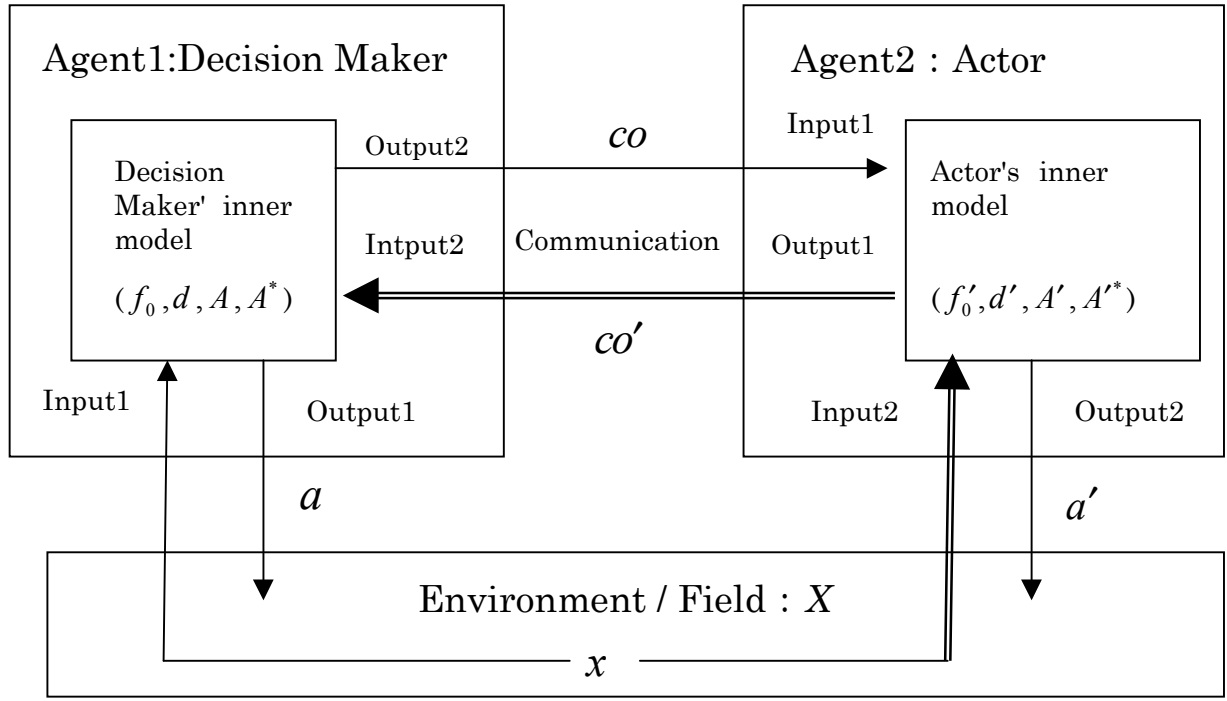 Agent1:Decision Maker
Agent2 : Actor
Output2
co
Input1
Decision
Maker' inner
model
(f₀, d, A, A*)
Actor's inner
model
(f₀′, d′, A′, A′*)
Intput2
Communication
Output1
co′
Input1
Output1
Input2
Output2
a
a′
Environment / Field : X
x